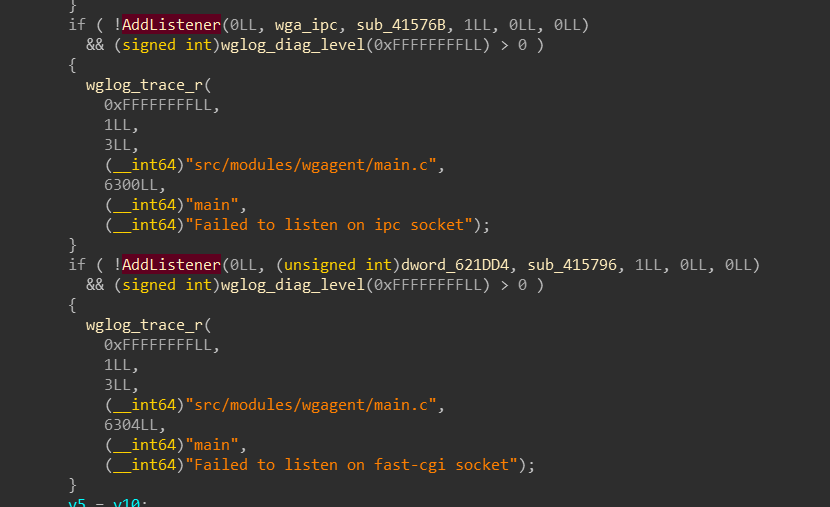 }
if ( !AddListener(0LL, wga_ipc, sub_41576B, 1LL, 0LL, 0LL)
&& (signed int)wglog_diag_level(0xFFFFFFFFLL) > 0 )
{
wglog_trace_r(
0xFFFFFFFFLL,
1LL,
3LL,
(__int64)"src/modules/wgagent/main.c",
6300LL,
(__int64)"main",
(__int64)"Failed to listen on ipc socket");
}
if ( !AddListener(0LL, (unsigned int)dword_621DD4, sub_415796, 1LL, 0LL, 0LL)
&& (signed int)wglog_diag_level(0xFFFFFFFFLL) > 0 )
{
wglog_trace_r(
0xFFFFFFFFLL,
1LL,
3LL,
(__int64)"src/modules/wgagent/main.c",
6304LL,
(__int64)"main",
(__int64)"Failed to listen on fast-cgi socket");
}
v5 = v10;